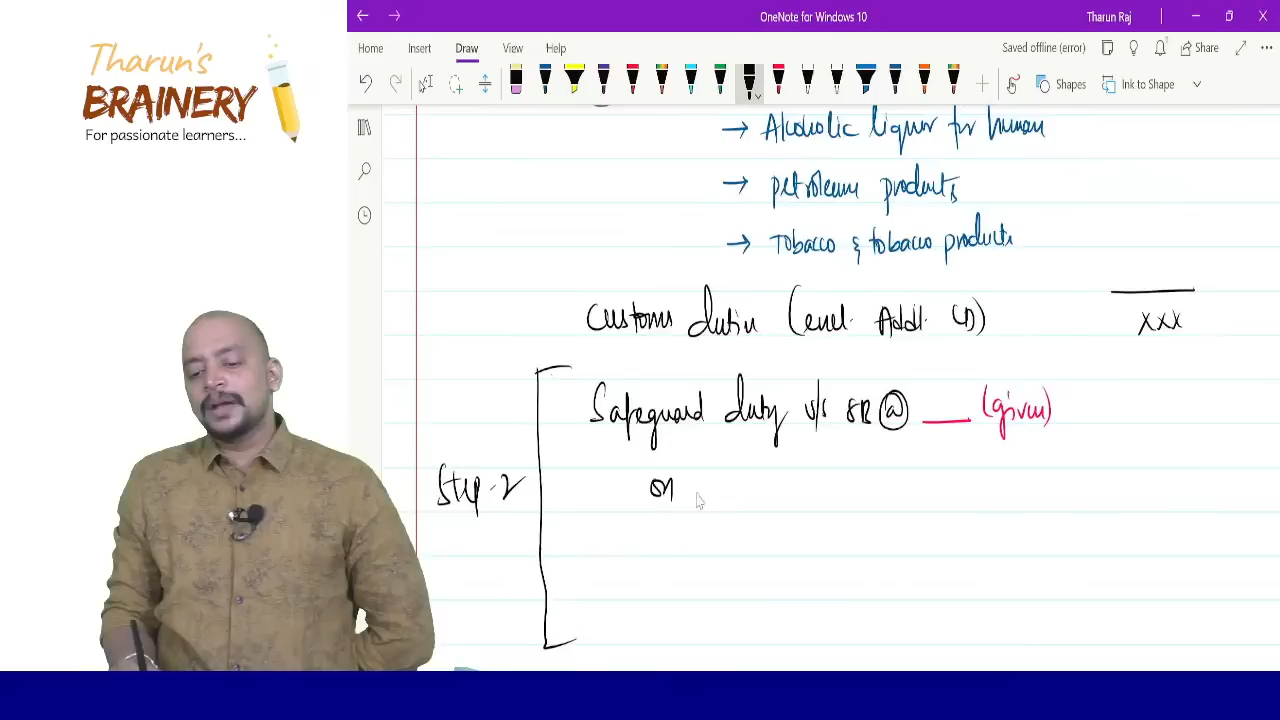 OneNote for Windows 10
Tharun Raj
Home Insert Draw View Help
Saved offline (error)
Share
Shapes
Ink to Shape
Tharun's
BRAINERY
For passionate learners...
→ Alcoholic liquor for human
→ petroleum products
→ Tobacco & tobacco products
Customs duties (excl. Addl. CD)
xxx
Safeguard duty u/s 8B @ ___ (given)
Step-2
or